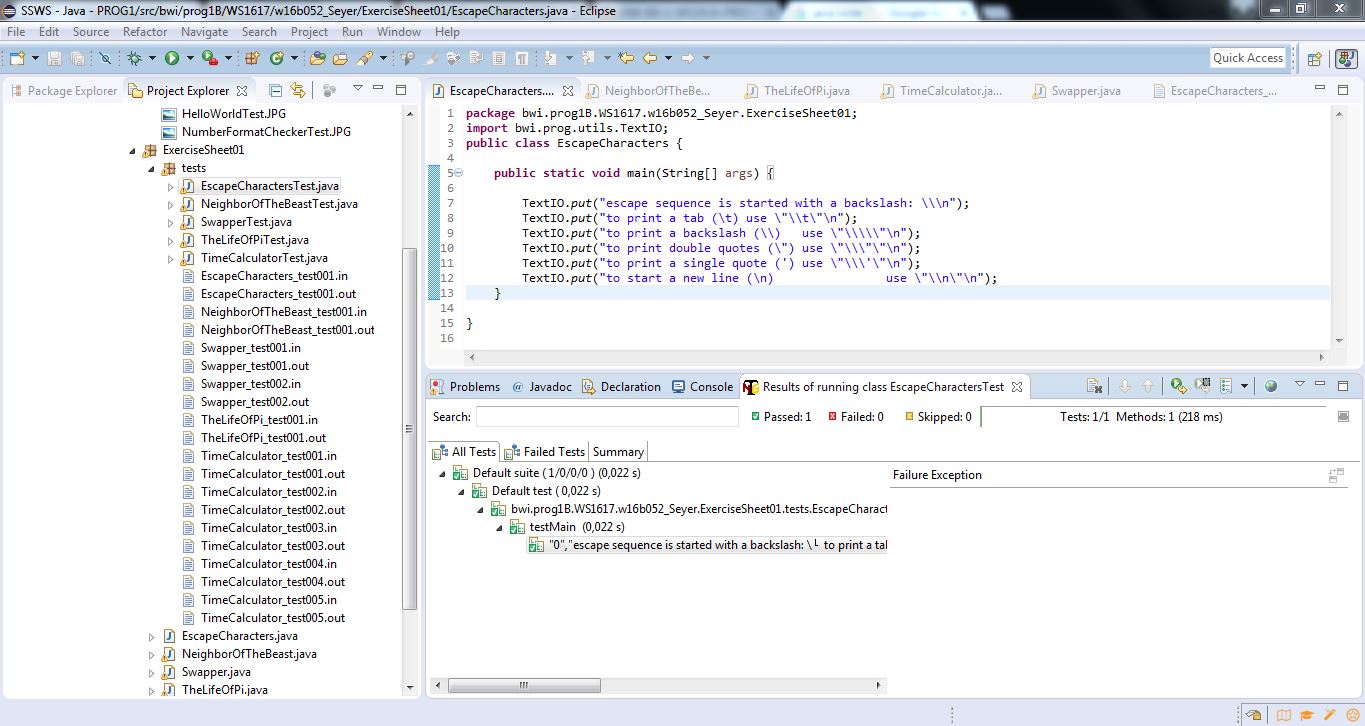 SSWS - Java - PROG1/src/bwi/prog1B/WS1617/w16b052_Seyer/ExerciseSheet01/EscapeCharacters.java - Eclipse
File Edit Source Refactor Navigate Search Project Run Window Help
Quick Access
Package Explorer Project Explorer
HelloWorldTest.JPG
NumberFormatCheckerTest.JPG
ExerciseSheet01
tests
EscapeCharactersTest.java
NeighborOfTheBeastTest.java
SwapperTest.java
TheLifeOfPiTest.java
TimeCalculatorTest.java
EscapeCharacters_test001.in
EscapeCharacters_test001.out
NeighborOfTheBeast_test001.in
NeighborOfTheBeast_test001.out
Swapper_test001.in
Swapper_test001.out
Swapper_test002.in
Swapper_test002.out
TheLifeOfPi_test001.in
TheLifeOfPi_test001.out
TimeCalculator_test001.in
TimeCalculator_test001.out
TimeCalculator_test002.in
TimeCalculator_test002.out
TimeCalculator_test003.in
TimeCalculator_test003.out
TimeCalculator_test004.in
TimeCalculator_test004.out
TimeCalculator_test005.in
TimeCalculator_test005.out
EscapeCharacters.java
NeighborOfTheBeast.java
Swapper.java
TheLifeOfPi.java
EscapeCharacters.... NeighborOfTheBe... TheLifeOfPi.java TimeCalculator.ja... Swapper.java EscapeCharacters_...
1 package bwi.prog1B.WS1617.w16b052_Seyer.ExerciseSheet01;
2 import bwi.prog.utils.TextIO;
3 public class EscapeCharacters {
4
5 public static void main(String[] args) {
6
7 TextIO.put("escape sequence is started with a backslash: \\\n");
8 TextIO.put("to print a tab (\t) use \"\\t\"\n");
9 TextIO.put("to print a backslash (\\)   use \"\\\\\"\n");
10 TextIO.put("to print double quotes (\") use \"\\\"\"\n");
11 TextIO.put("to print a single quote (') use \"\\\'\"\n");
12 TextIO.put("to start a new line (\n)                use \"\\n\"\n");
13 }
14
15 }
16
Problems @ Javadoc Declaration Console Results of running class EscapeCharactersTest
Search: Passed: 1 Failed: 0 Skipped: 0 Tests: 1/1 Methods: 1 (218 ms)
All Tests Failed Tests Summary
Default suite ( 1/0/0/0 ) (0,022 s)
Default test ( 0,022 s)
bwi.prog1B.WS1617.w16b052_Seyer.ExerciseSheet01.tests.EscapeCharact
testMain (0,022 s)
"0","escape sequence is started with a backslash: \└ to print a tal
Failure Exception